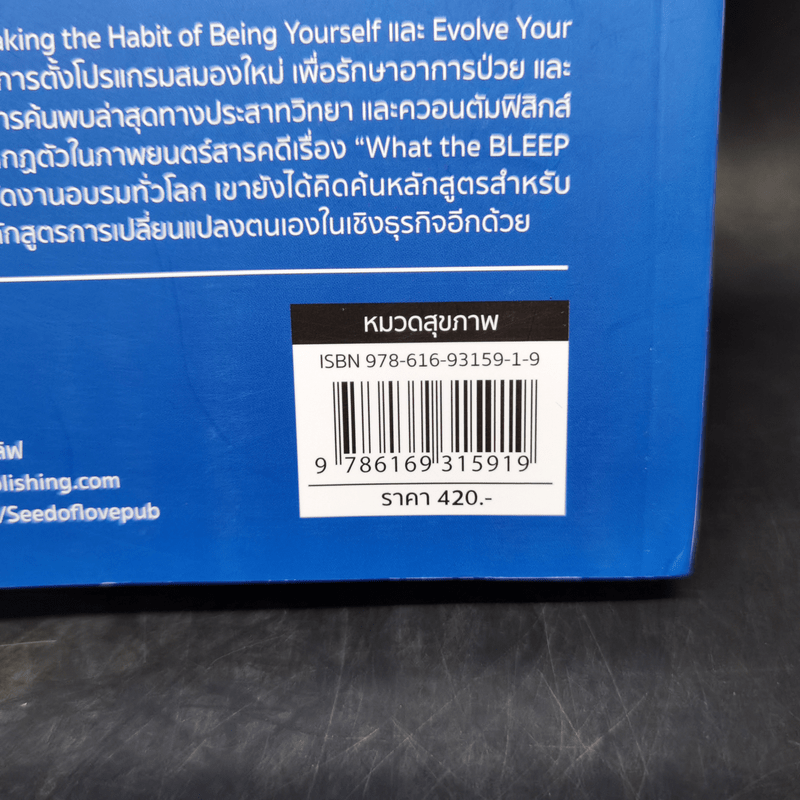 aking the Habit of Being Yourself และ Evolve Your
การตั้งโปรแกรมสมองใหม่ เพื่อรักษาอาการป่วย และ
ารค้นพบล่าสุดทางประสาทวิทยา และควอนตัมฟิสิกส์
กฏตัวในภาพยนตร์สารคดีเรื่อง “What the BLEEP
ดงานอบรมทั่วโลก เขายังได้คิดค้นหลักสูตรสำหรับ
ลักสูตรการเปลี่ยนแปลงตนเองในเชิงธุรกิจอีกด้วย
หมวดสุขภาพ
ISBN 978-616-93159-1-9
9 786169 315919
ราคา 420.-
ลิฟ
lishing.com
/Seedoflovepub